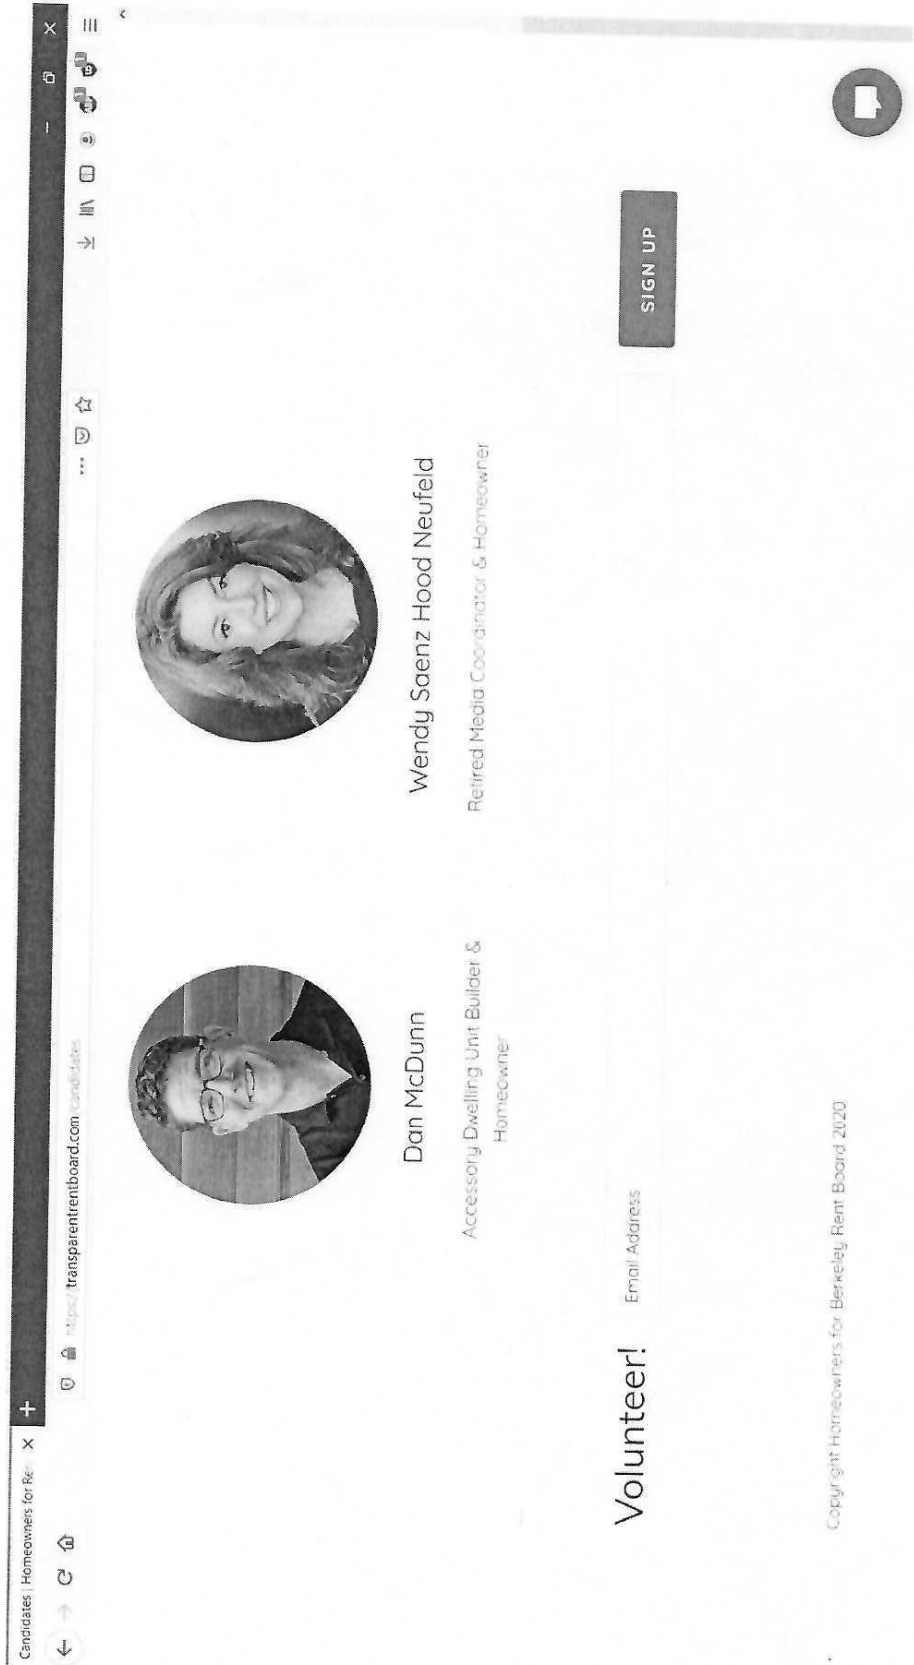 Candidates | Homeowners for Re
https://transparentrentboard.com/candidates
Dan McDunn
Accessory Dwelling Unit Builder &
Homeowner
Wendy Saenz Hood Neufeld
Retired Media Coordinator & Homeowner
Volunteer!
Email Address
SIGN UP
Copyright Homeowners for Berkeley Rent Board 2020